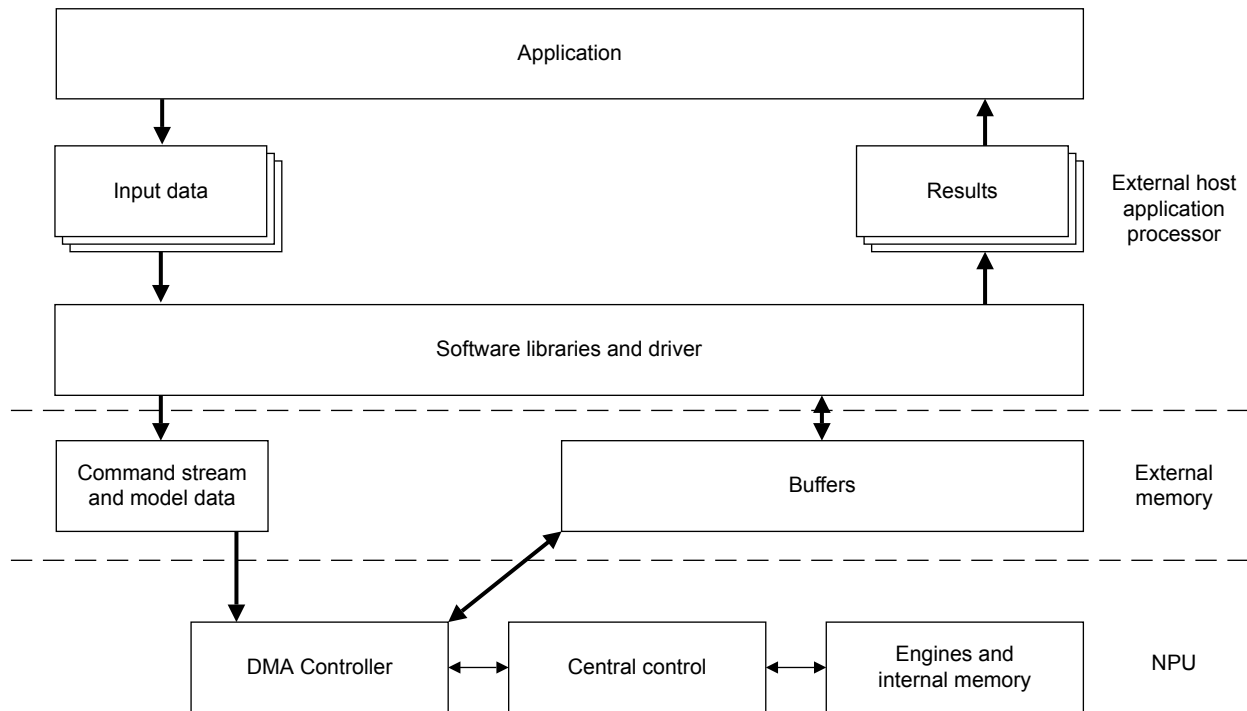 Application
Input data
Results
External host
application
processor
Software libraries and driver
Command stream
and model data
Buffers
External
memory
DMA Controller
Central control
Engines and
internal memory
NPU